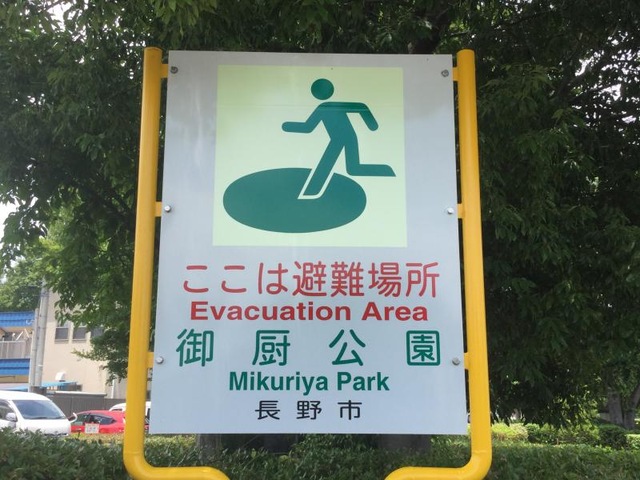 ここは避難場所
Evacuation Area
御厨公園
Mikuriya Park
長野市